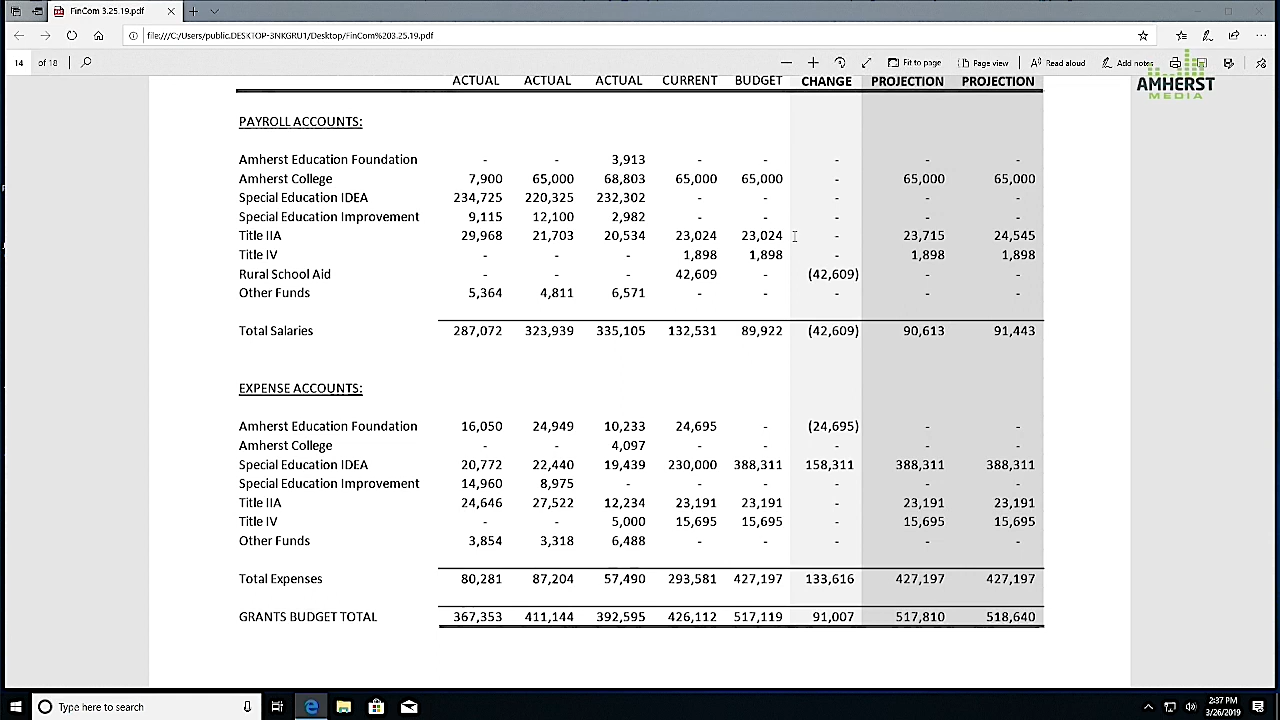 FinCom 3.25.19.pdf
file:///C:/Users/public.DESKTOP-3NKGRU1/Desktop/FinCom%203.25.19.pdf
14 of 18 Fit to page Page view Read aloud Add notes
AMHERST
MEDIA
ACTUAL ACTUAL ACTUAL CURRENT BUDGET CHANGE PROJECTION PROJECTION
PAYROLL ACCOUNTS:
Amherst Education Foundation - - 3,913 - - - - -
Amherst College 7,900 65,000 68,803 65,000 65,000 - 65,000 65,000
Special Education IDEA 234,725 220,325 232,302 - - - - -
Special Education Improvement 9,115 12,100 2,982 - - - - -
Title IIA 29,968 21,703 20,534 23,024 23,024 - 23,715 24,545
Title IV - - - 1,898 1,898 - 1,898 1,898
Rural School Aid - - - 42,609 - (42,609) - -
Other Funds 5,364 4,811 6,571 - - - - -
Total Salaries 287,072 323,939 335,105 132,531 89,922 (42,609) 90,613 91,443
EXPENSE ACCOUNTS:
Amherst Education Foundation 16,050 24,949 10,233 24,695 - (24,695) - -
Amherst College - - 4,097 - - - - -
Special Education IDEA 20,772 22,440 19,439 230,000 388,311 158,311 388,311 388,311
Special Education Improvement 14,960 8,975 - - - - - -
Title IIA 24,646 27,522 12,234 23,191 23,191 - 23,191 23,191
Title IV - - 5,000 15,695 15,695 - 15,695 15,695
Other Funds 3,854 3,318 6,488 - - - - -
Total Expenses 80,281 87,204 57,490 293,581 427,197 133,616 427,197 427,197
GRANTS BUDGET TOTAL 367,353 411,144 392,595 426,112 517,119 91,007 517,810 518,640
Type here to search
2:37 PM
3/26/2019